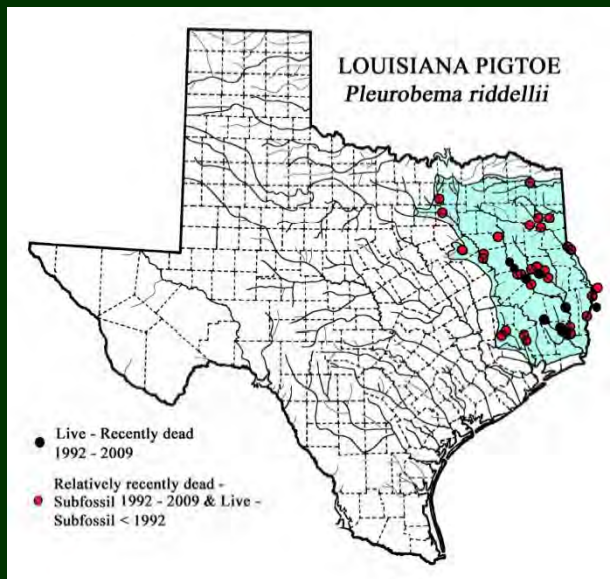 LOUISIANA PIGTOE
Pleurobema riddellii
Live - Recently dead
1992 - 2009
Relatively recently dead -
Subfossil 1992 - 2009 & Live -
Subfossil < 1992